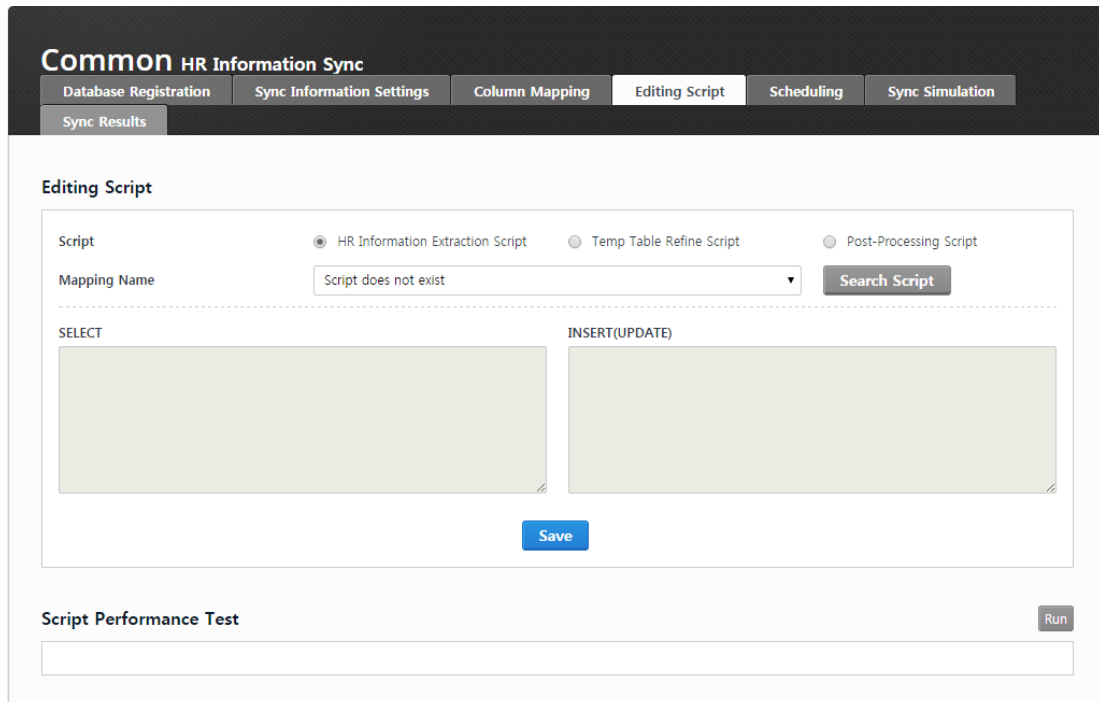 Common HR Information Sync
Database Registration Sync Information Settings Column Mapping Editing Script Scheduling Sync Simulation
Sync Results
Editing Script
Script HR Information Extraction Script Temp Table Refine Script Post-Processing Script
Mapping Name Script does not exist Search Script
SELECT INSERT(UPDATE)
Save
Script Performance Test Run